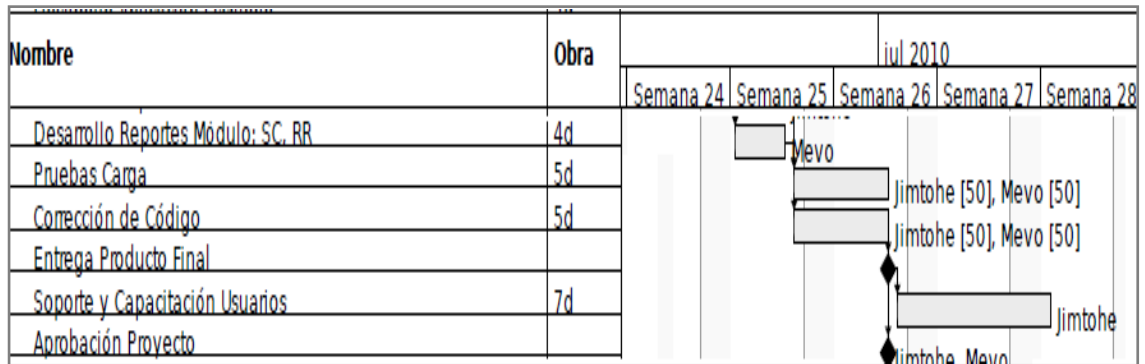 Nombre Obra jul 2010
Semana 24 Semana 25 Semana 26 Semana 27 Semana 28
Desarrollo Reportes Módulo: SC, RR 4d Mevo
Pruebas Carga 5d Jimtohe [50], Mevo [50]
Corrección de Código 5d Jimtohe [50], Mevo [50]
Entrega Producto Final
Soporte y Capacitación Usuarios 7d Jimtohe
Aprobación Proyecto Jimtohe, Mevo